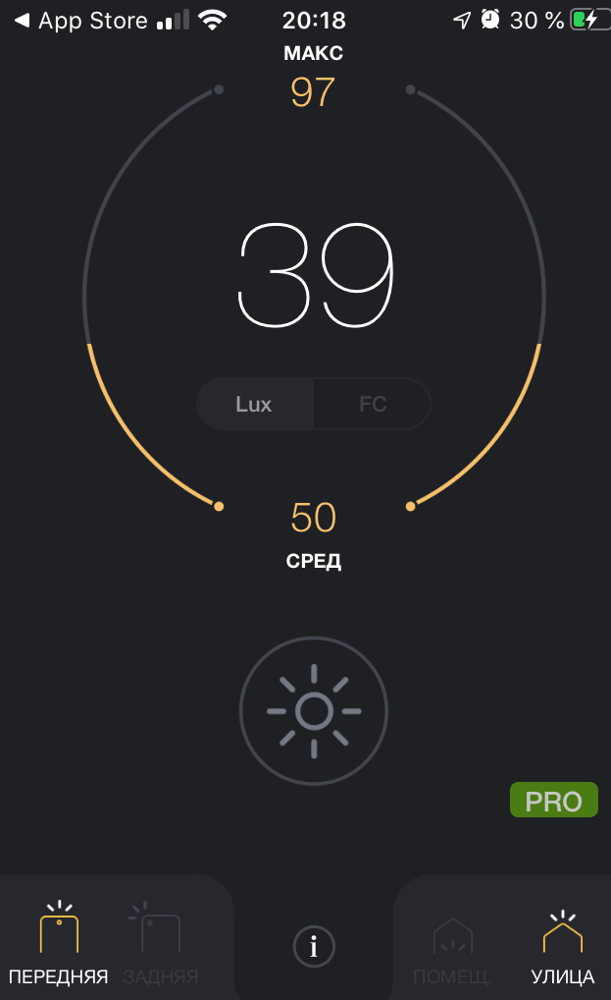 ◀ App Store 20:18 30 %
МАКС
97
39
Lux FC
50
СРЕД
PRO
i
ПЕРЕДНЯЯ ЗАДНЯЯ ПОМЕЩ. УЛИЦА